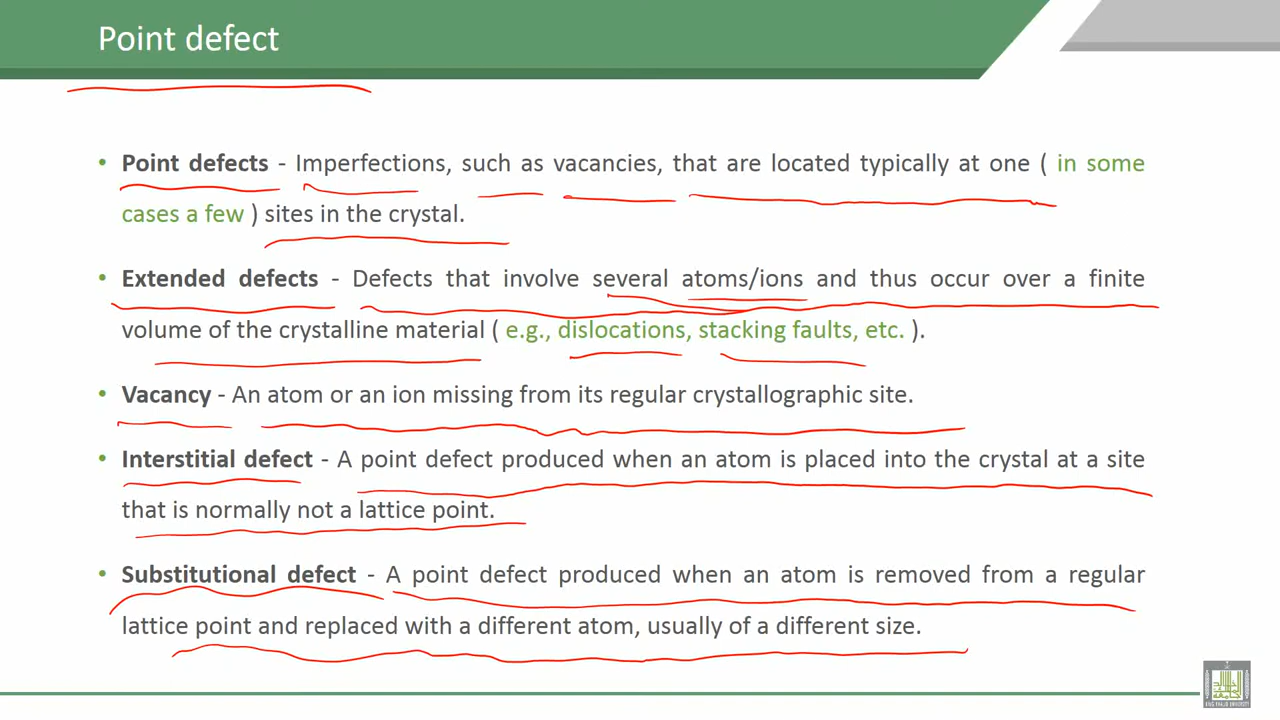 Point defect
• Point defects - Imperfections, such as vacancies, that are located typically at one ( in some
cases a few ) sites in the crystal.
• Extended defects - Defects that involve several atoms/ions and thus occur over a finite
volume of the crystalline material ( e.g., dislocations, stacking faults, etc. ).
• Vacancy - An atom or an ion missing from its regular crystallographic site.
• Interstitial defect - A point defect produced when an atom is placed into the crystal at a site
that is normally not a lattice point.
• Substitutional defect - A point defect produced when an atom is removed from a regular
lattice point and replaced with a different atom, usually of a different size.